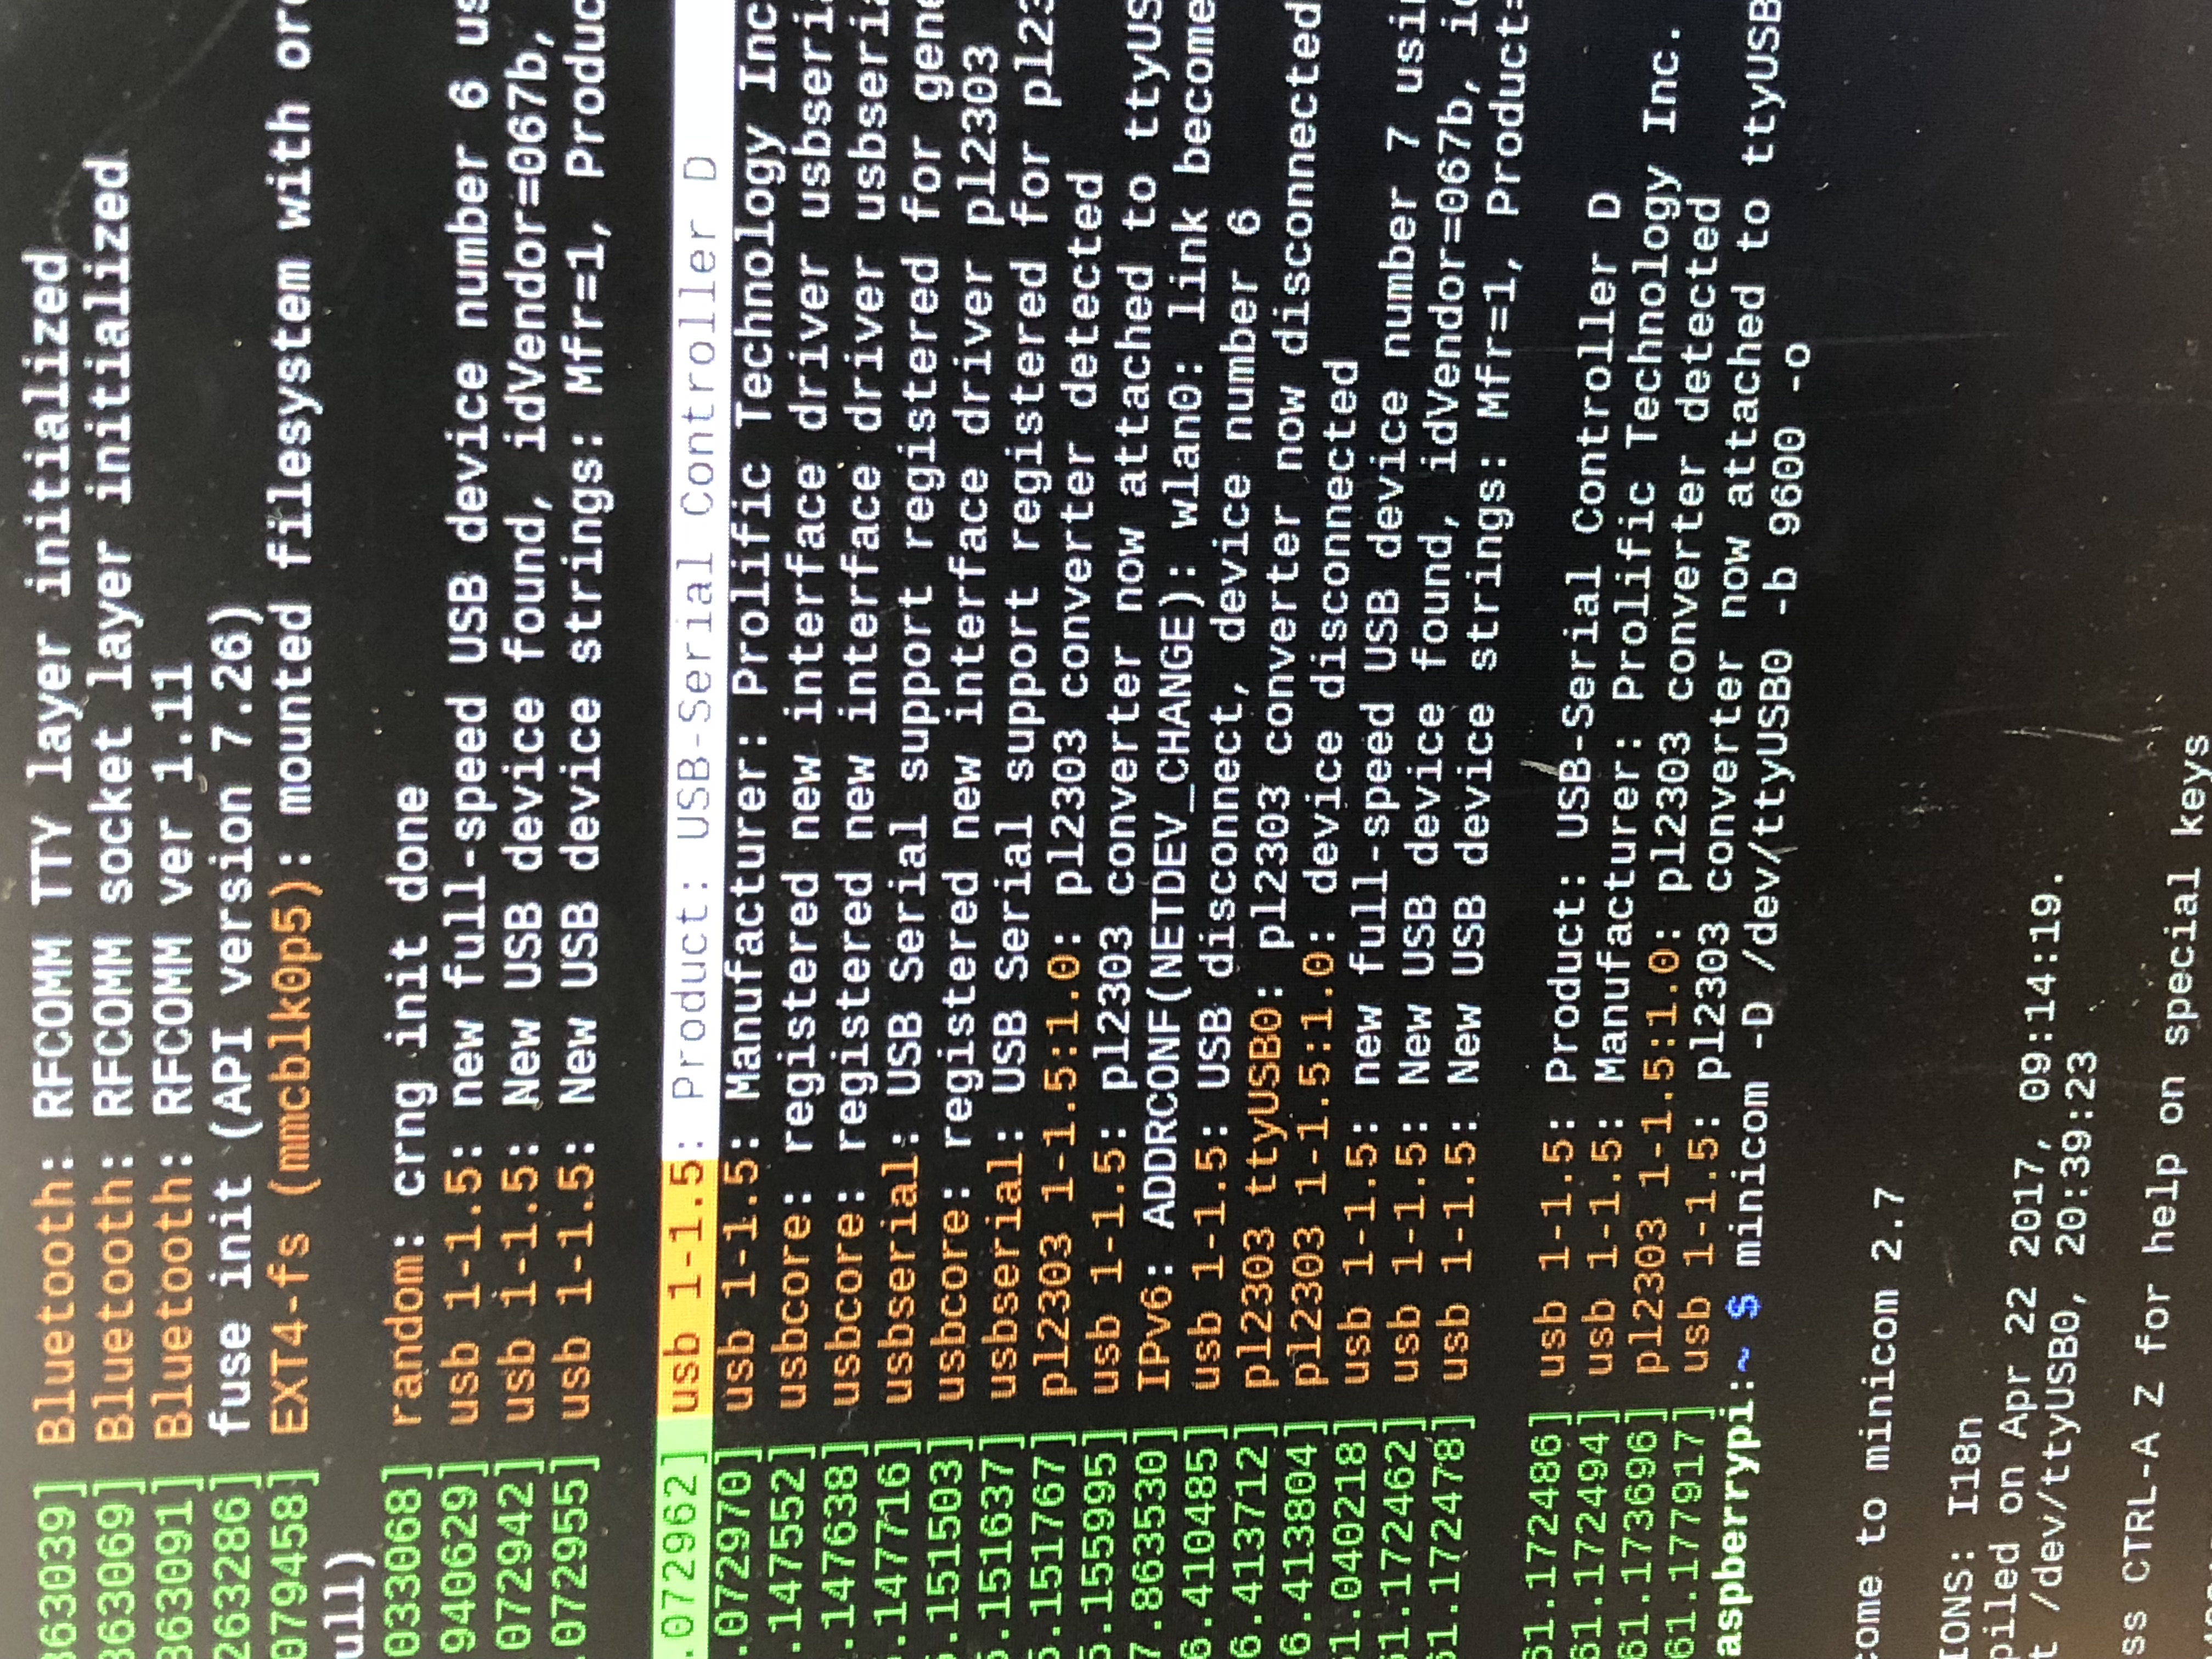 363039] Bluetooth: RFCOMM TTY layer initialized
363069] Bluetooth: RFCOMM socket layer initialized
363091] Bluetooth: RFCOMM ver 1.11
263286] fuse init (API version 7.26)
079458] EXT4-fs (mmcblk0p5): mounted filesystem with ord
ull)
033068] random: crng init done
940629] usb 1-1.5: new full-speed USB device number 6 us
072942] usb 1-1.5: New USB device found, idVendor=067b,
.072955] usb 1-1.5: New USB device strings: Mfr=1, Produc
.072962] usb 1-1.5: Product: USB-Serial Controller D
.072970] usb 1-1.5: Manufacturer: Prolific Technology Inc
.147552] usbcore: registered new interface driver usbseria
.147638] usbcore: registered new interface driver usbseria
5.147716] usbserial: USB Serial support registered for gene
5.151503] usbcore: registered new interface driver pl2303
5.151637] usbserial: USB Serial support registered for pl23
5.151767] pl2303 1-1.5:1.0: pl2303 converter detected
5.155995] usb 1-1.5: pl2303 converter now attached to ttyUS
7.863530] IPv6: ADDRCONF(NETDEV_CHANGE): wlan0: link become
6.410485] usb 1-1.5: USB disconnect, device number 6
6.413712] pl2303 ttyUSB0: pl2303 converter now disconnected
6.413804] pl2303 1-1.5:1.0: device disconnected
51.040218] usb 1-1.5: new full-speed USB device number 7 usi
61.172462] usb 1-1.5: New USB device found, idVendor=067b, id
61.172478] usb 1-1.5: New USB device strings: Mfr=1, Product=
61.172486] usb 1-1.5: Product: USB-Serial Controller D
61.172494] usb 1-1.5: Manufacturer: Prolific Technology Inc.
61.173696] pl2303 1-1.5:1.0: pl2303 converter detected
61.177917] usb 1-1.5: pl2303 converter now attached to ttyUSB
aspberrypi:~ $ minicom -D /dev/ttyUSB0 -b 9600 -o
come to minicom 2.7
IONS: I18n
piled on Apr 22 2017, 09:14:19.
t /dev/ttyUSB0, 20:39:23
ss CTRL-A Z for help on special keys